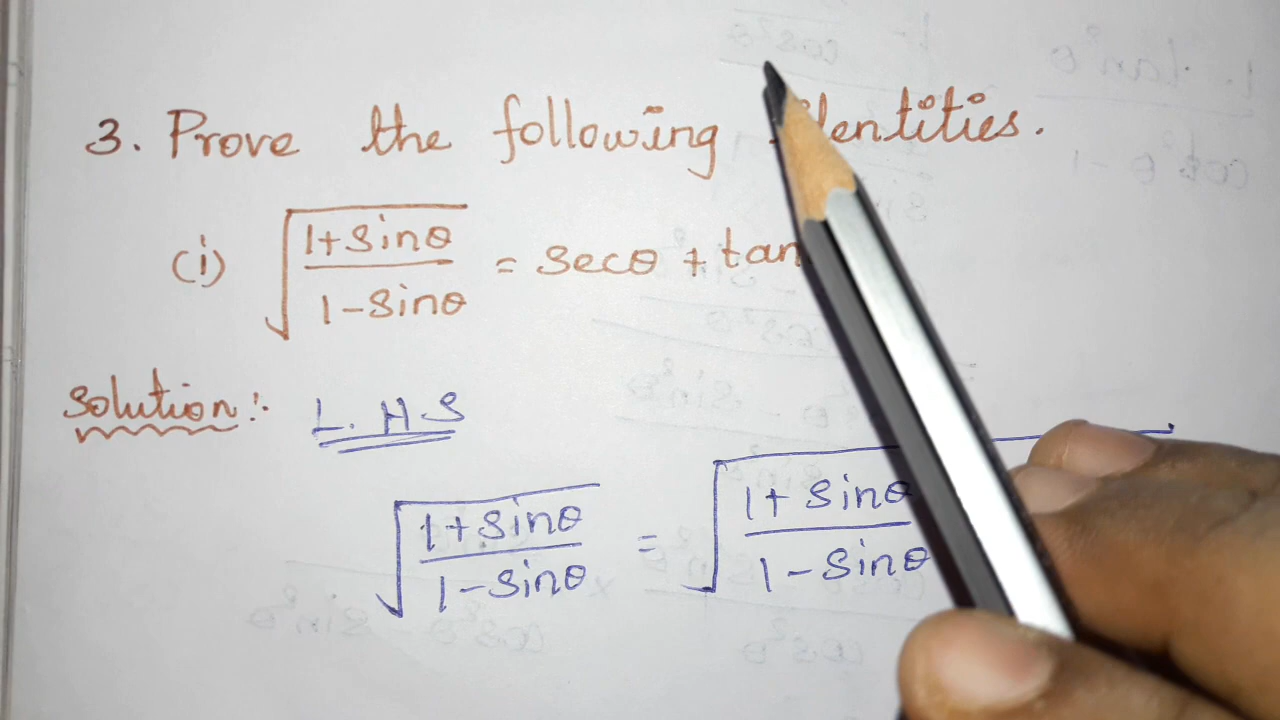 3. Prove the following identities.
(i) √(1+sinθ / 1-sinθ) = secθ + tan
Solution:- L.H.S
√(1+sinθ / 1-sinθ) = √(1+sinθ / 1-sinθ